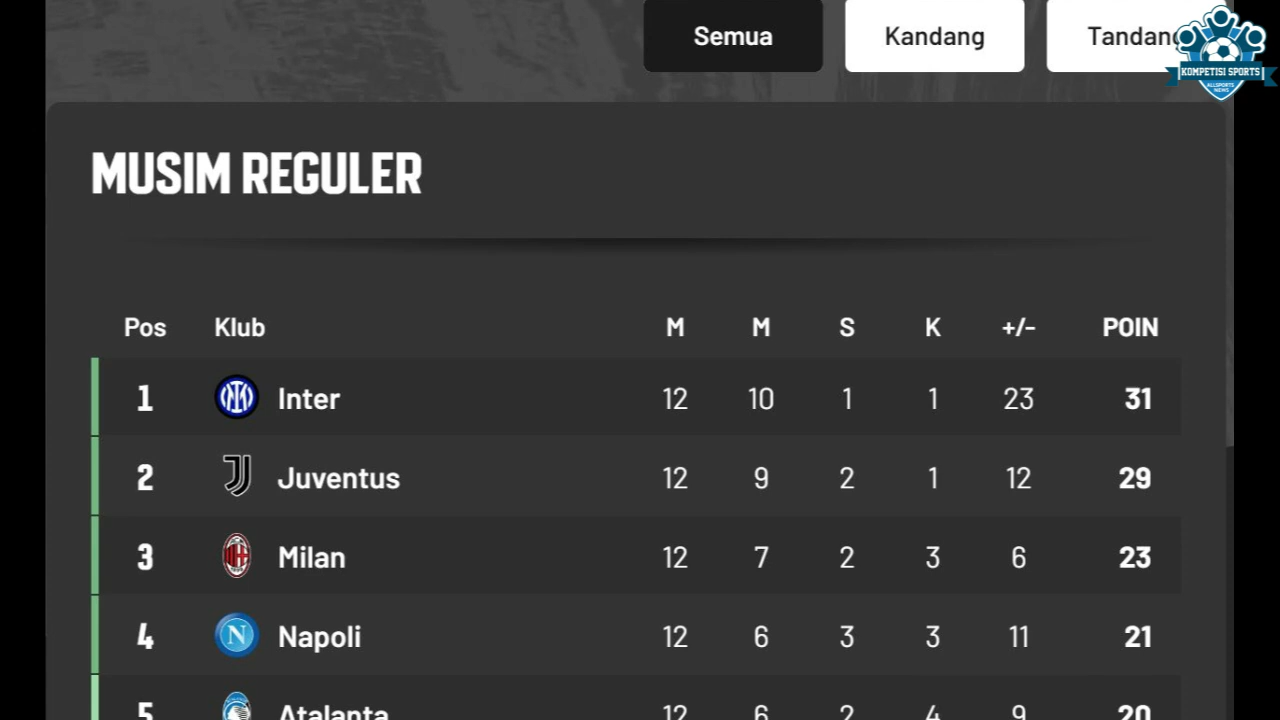 Semua Kandang Tandang
KOMPETISI SPORTS
ALLSPORTS
NEWS
MUSIM REGULER
Pos Klub M M S K +/- POIN
1 Inter 12 10 1 1 23 31
2 Juventus 12 9 2 1 12 29
3 Milan 12 7 2 3 6 23
4 N Napoli 12 6 3 3 11 21
5 Atalanta 12 6 2 4 9 20